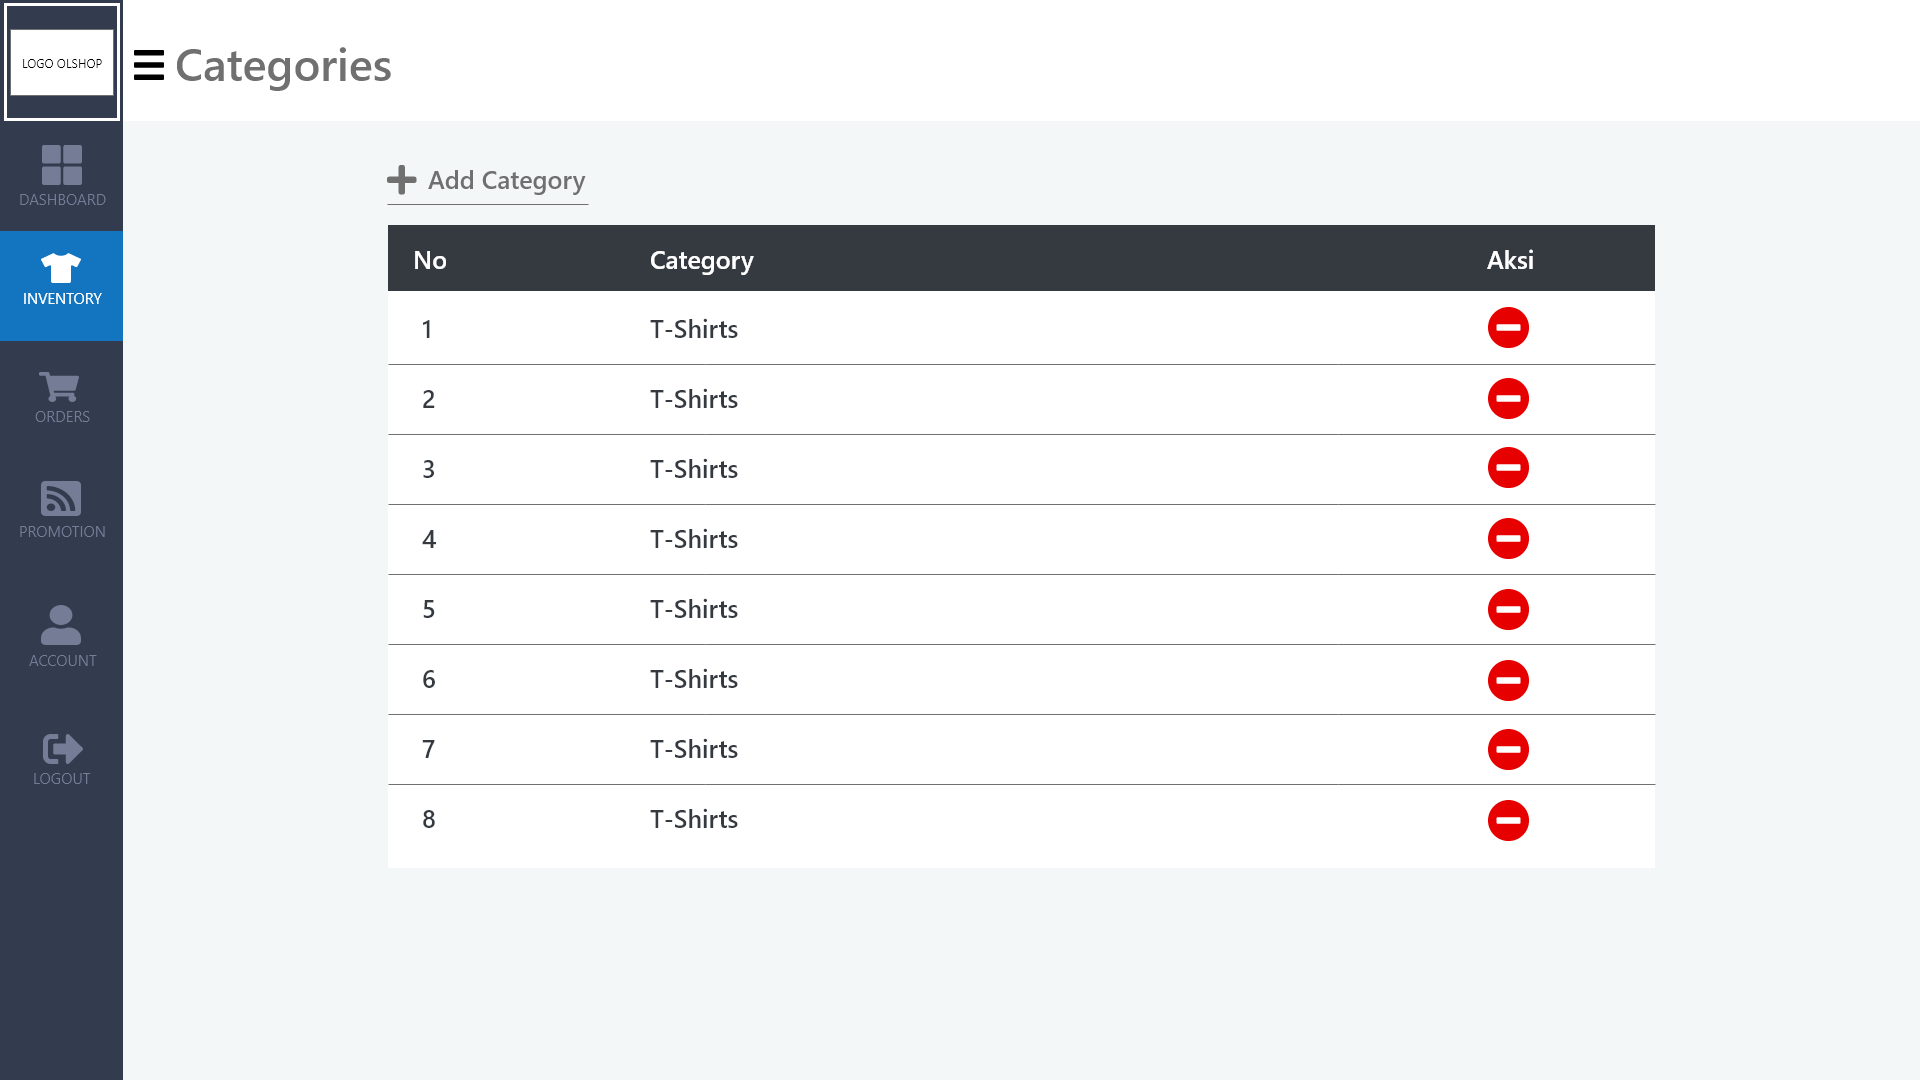 LOGO OLSHOP
Categories
DASHBOARD
INVENTORY
ORDERS
PROMOTION
ACCOUNT
LOGOUT
Add Category
No Category Aksi
1 T-Shirts
2 T-Shirts
3 T-Shirts
4 T-Shirts
5 T-Shirts
6 T-Shirts
7 T-Shirts
8 T-Shirts